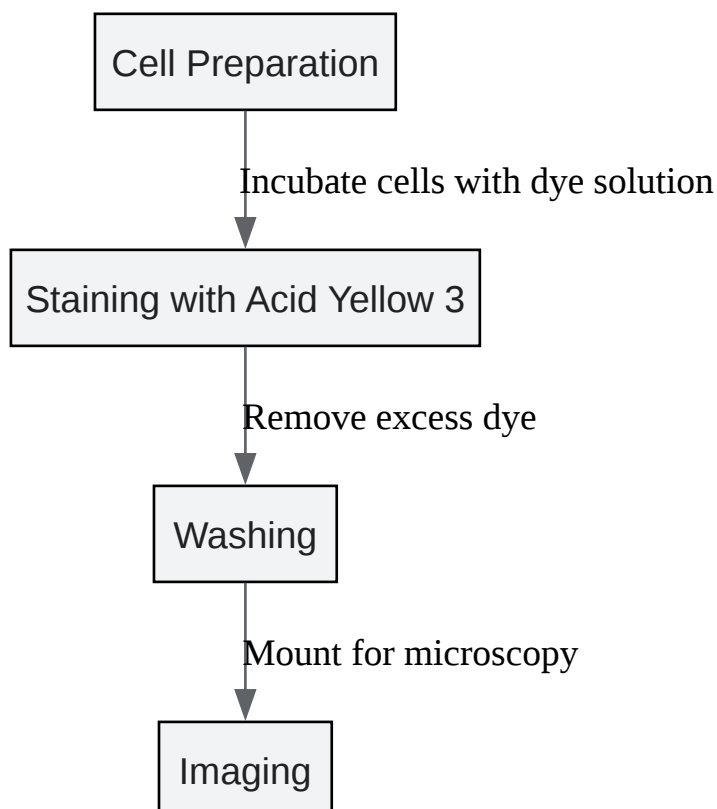 Cell Preparation
Incubate cells with dye solution
Staining with Acid Yellow 3
Remove excess dye
Washing
Mount for microscopy
Imaging